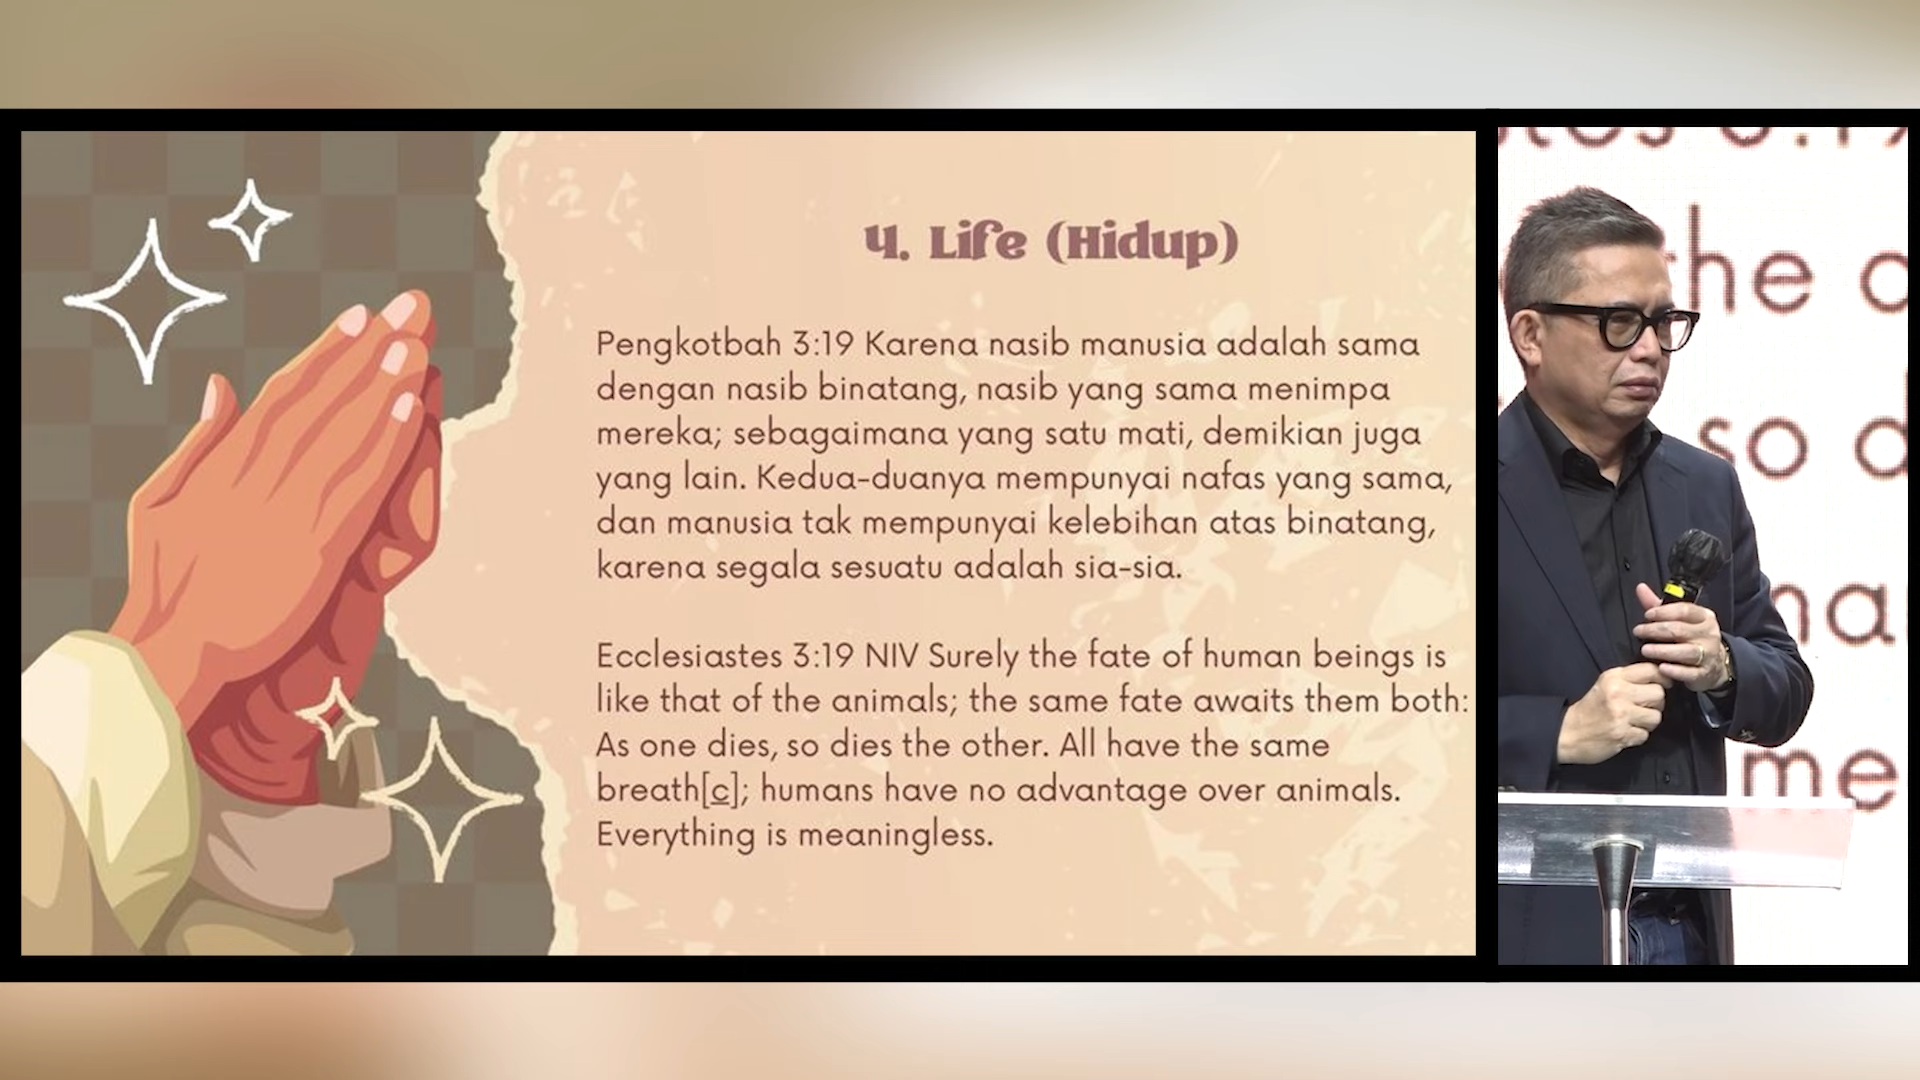 4. Life (Hidup)
Pengkotbah 3:19 Karena nasib manusia adalah sama
dengan nasib binatang, nasib yang sama menimpa
mereka; sebagaimana yang satu mati, demikian juga
yang lain. Kedua-duanya mempunyai nafas yang sama,
dan manusia tak mempunyai kelebihan atas binatang,
karena segala sesuatu adalah sia-sia.
Ecclesiastes 3:19 NIV Surely the fate of human beings is
like that of the animals; the same fate awaits them both:
As one dies, so dies the other. All have the same
breath[c]; humans have no advantage over animals.
Everything is meaningless.
he
so d
me